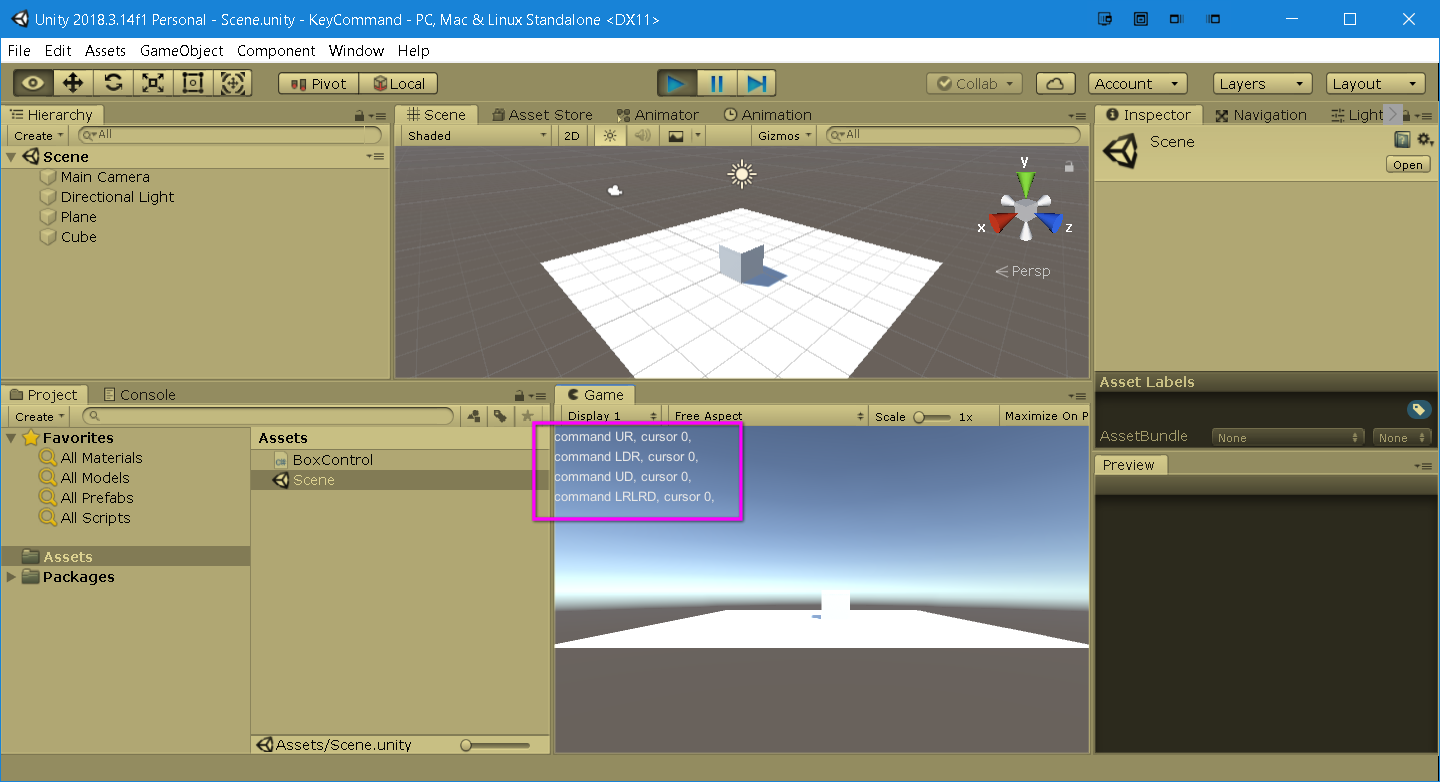 Unity 2018.3.14f1 Personal - Scene.unity - KeyCommand - PC, Mac & Linux Standalone <DX11>
File Edit Assets GameObject Component Window Help
Pivot Local Collab Account Layers Layout
Hierarchy
Create All
Scene
Main Camera
Directional Light
Plane
Cube
Scene Asset Store Animator Animation
Shaded 2D Gizmos All
y
x
z
Persp
Inspector Navigation Light
Scene
Open
Project Console
Create
Favorites
All Materials
All Models
All Prefabs
All Scripts
Assets
Packages
Assets
BoxControl
Scene
Assets/Scene.unity
Game
Display 1 Free Aspect Scale 1x Maximize On P
command UR, cursor 0,
command LDR, cursor 0,
command UD, cursor 0,
command LRLRD, cursor 0,
Asset Labels
AssetBundle None None
Preview